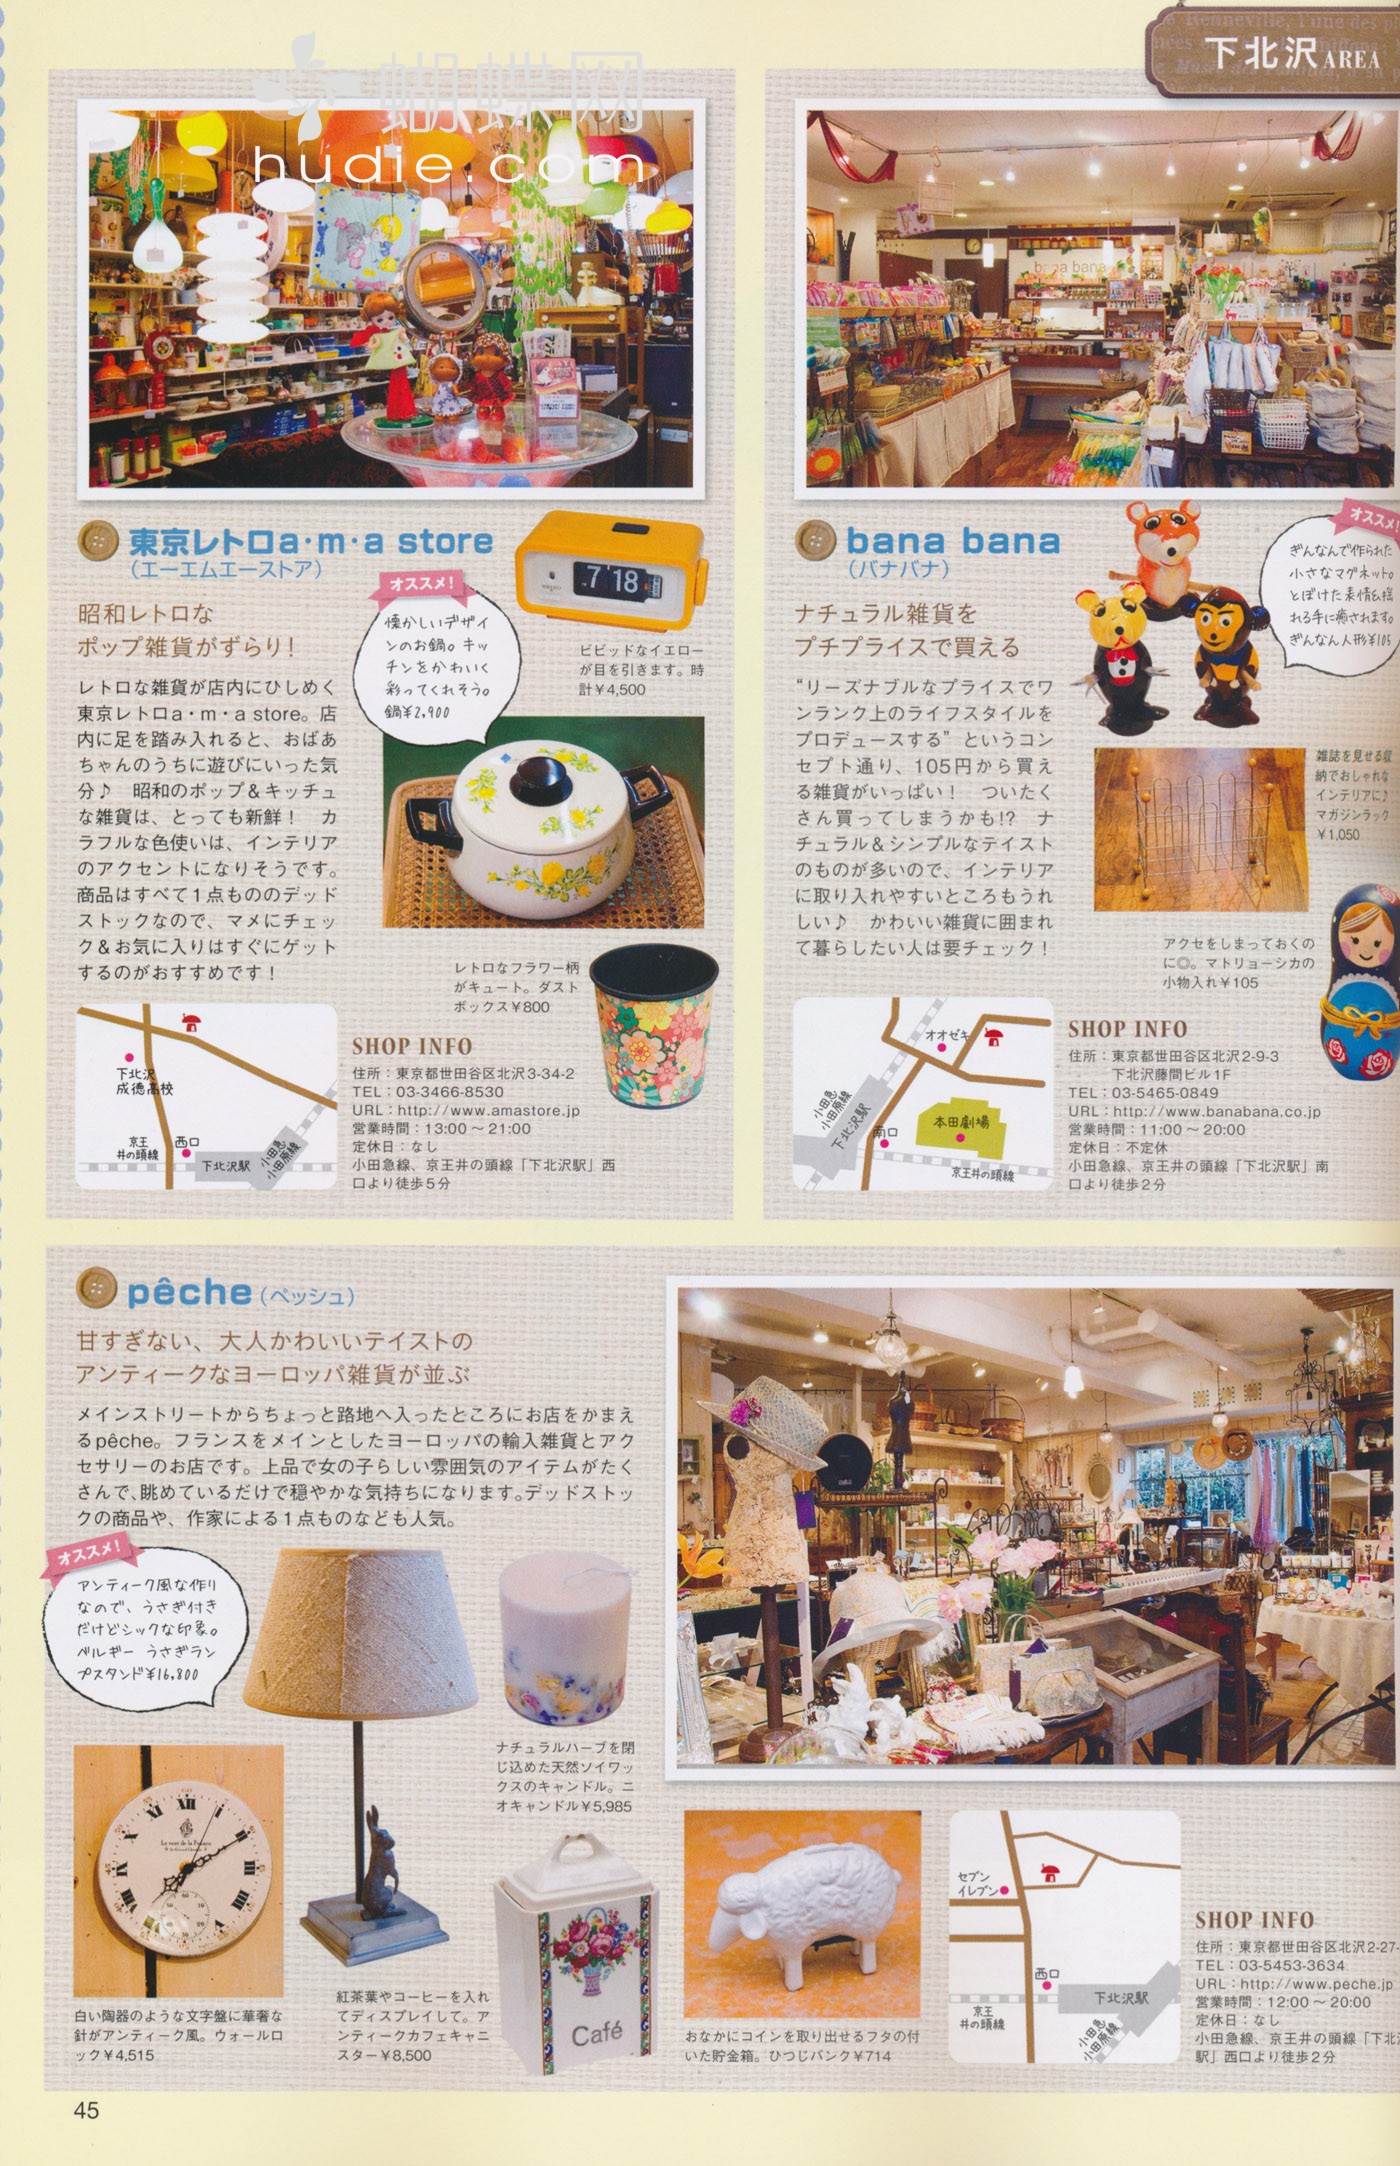 下北沢 AREA
蝴蝶网
hudie.com
東京レトロa・m・a store
（エーエムエーストア）
昭和レトロな
ポップ雑貨がずらり！
レトロな雑貨が店内にひしめく
東京レトロa・m・a store。店
内に足を踏み入れると、おばあ
ちゃんのうちに遊びにいった気
分♪　昭和のポップ＆キッチュ
な雑貨は、とっても新鮮！　カ
ラフルな色使いは、インテリア
のアクセントになりそうです。
商品はすべて１点もののデッド
ストックなので、マメにチェッ
ク＆お気に入りはすぐにゲット
するのがおすすめです！
オススメ！
懐かしいデザイ
ンのお鍋。キッ
チンをかわいく
彩ってくれそう。
鍋¥2,900
7 18
ビビッドなイエロー
が目を引きます。時
計￥4,500
レトロなフラワー柄
がキュート。ダスト
ボックス￥800
下北沢
成徳高校
京王
井の頭線
西口
下北沢駅
小田急
小田原線
SHOP INFO
住所：東京都世田谷区北沢3-34-2
TEL：03-3466-8530
URL：http://www.amastore.jp
営業時間：13:00～21:00
定休日：なし
小田急線、京王井の頭線「下北沢駅」西
口より徒歩５分
bana bana
bana bana
（バナバナ）
ナチュラル雑貨を
プチプライスで買える
“リーズナブルなプライスでワ
ンランク上のライフスタイルを
プロデュースする”というコン
セプト通り、105円から買え
る雑貨がいっぱい！　ついたく
さん買ってしまうかも!?　ナ
チュラル＆シンプルなテイスト
のものが多いので、インテリア
に取り入れやすいところもうれ
しい♪　かわいい雑貨に囲まれ
て暮らしたい人は要チェック！
オススメ！
ぎんなんで作られた
小さなマグネット。
とぼけた表情&揺
れる手に癒されます。
ぎんなん人形¥105
雑誌を見せる収
納でおしゃれな
インテリアに♪
マガジンラック
￥1,050
アクセをしまっておくの
に◎。マトリョーシカの
小物入れ￥105
オオゼキ
小田急
小田原線
下北沢駅
南口
本田劇場
京王井の頭線
SHOP INFO
住所：東京都世田谷区北沢2-9-3
下北沢藤間ビル１F
TEL：03-5465-0849
URL：http://www.banabana.co.jp
営業時間：11:00～20:00
定休日：不定休
小田急線、京王井の頭線「下北沢駅」南
口より徒歩２分
pêche（ペッシュ）
甘すぎない、大人かわいいテイストの
アンティークなヨーロッパ雑貨が並ぶ
メインストリートからちょっと路地へ入ったところにお店をかまえ
るpêche。フランスをメインとしたヨーロッパの輸入雑貨とアク
セサリーのお店です。上品で女の子らしい雰囲気のアイテムがたく
さんで、眺めているだけで穏やかな気持ちになります。デッドストッ
クの商品や、作家による１点ものなども人気。
オススメ！
アンティーク風な作り
なので、うさぎ付き
だけどシックな印象。
ベルギー うさぎラン
プスタンド¥16,800
ナチュラルハーブを閉
じ込めた天然ソイワッ
クスのキャンドル。ニ
オキャンドル￥5,985
白い陶器のような文字盤に華奢な
針がアンティーク風。ウォールロ
ック￥4,515
紅茶葉やコーヒーを入れ
てディスプレイして。ア
ンティークカフェキャニ
スター￥8,500
Café
おなかにコインを取り出せるフタの付
いた貯金箱。ひつじバンク￥714
セブン
イレブン
西口
京王
井の頭線
下北沢駅
小田急
小田原線
SHOP INFO
住所：東京都世田谷区北沢2-27-
TEL：03-5453-3634
URL：http://www.peche.jp
営業時間：12:00～20:00
定休日：なし
小田急線、京王井の頭線「下北
駅」西口より徒歩２分
45